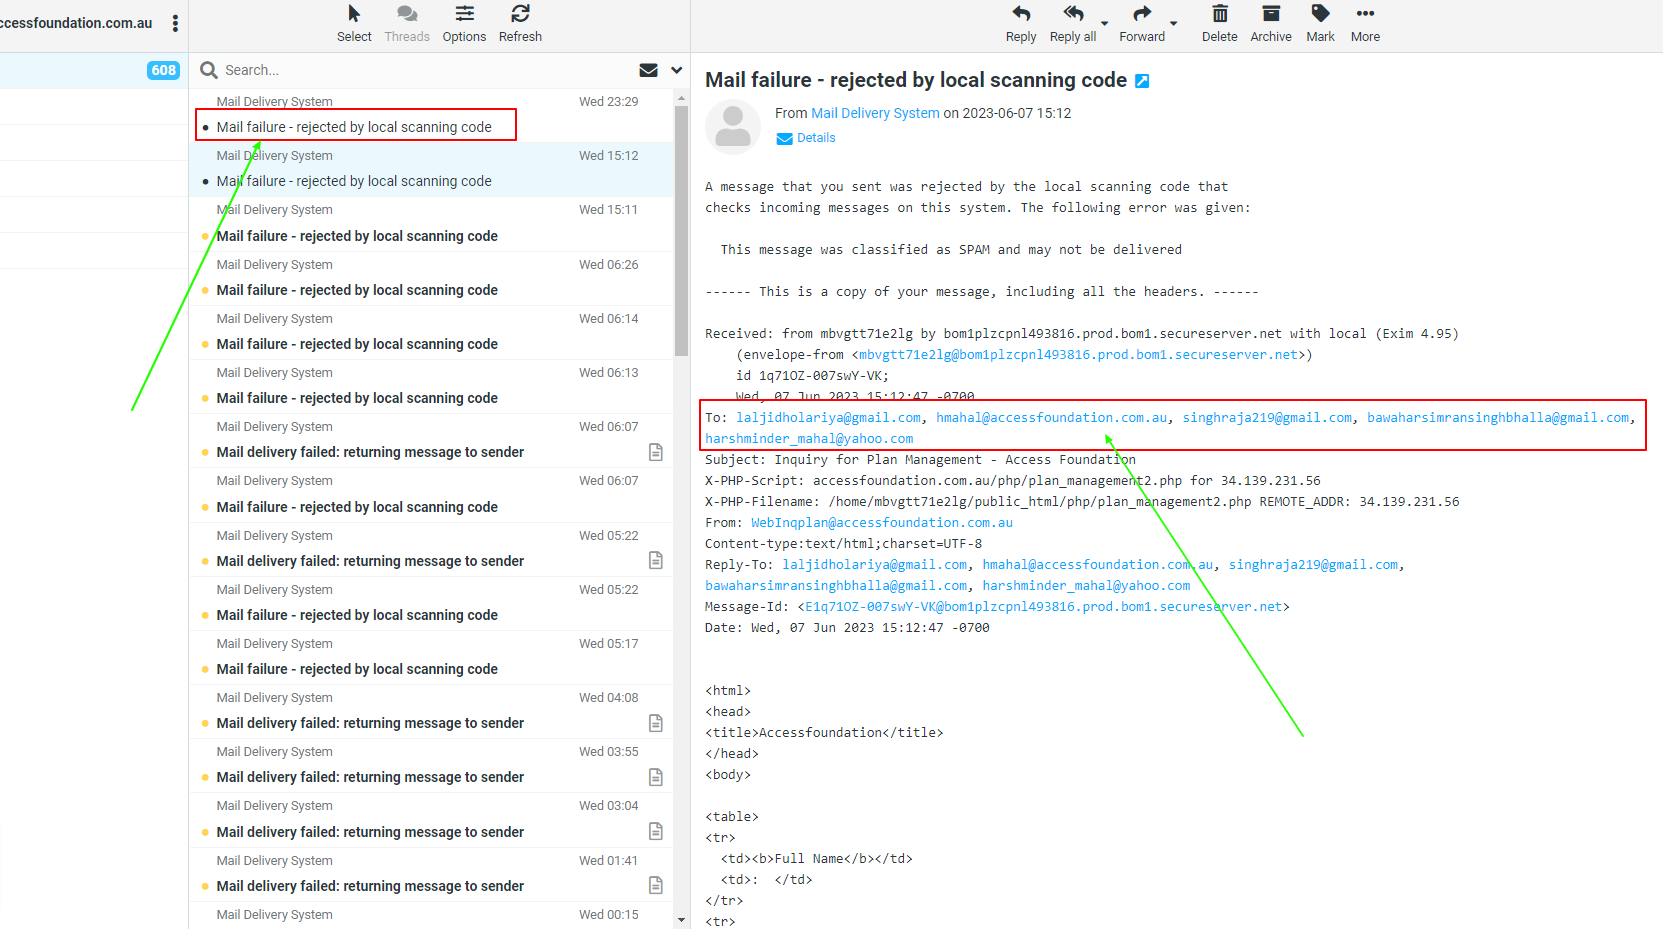 ccessfoundation.com.au
608
Select
Threads
Options
Refresh
Search...
Mail Delivery System Wed 23:29
Mail failure - rejected by local scanning code
Mail Delivery System Wed 15:12
Mail failure - rejected by local scanning code
Mail Delivery System Wed 15:11
Mail failure - rejected by local scanning code
Mail Delivery System Wed 06:26
Mail failure - rejected by local scanning code
Mail Delivery System Wed 06:14
Mail failure - rejected by local scanning code
Mail Delivery System Wed 06:13
Mail failure - rejected by local scanning code
Mail Delivery System Wed 06:07
Mail delivery failed: returning message to sender
Mail Delivery System Wed 06:07
Mail failure - rejected by local scanning code
Mail Delivery System Wed 05:22
Mail delivery failed: returning message to sender
Mail Delivery System Wed 05:22
Mail failure - rejected by local scanning code
Mail Delivery System Wed 05:17
Mail failure - rejected by local scanning code
Mail Delivery System Wed 04:08
Mail delivery failed: returning message to sender
Mail Delivery System Wed 03:55
Mail delivery failed: returning message to sender
Mail Delivery System Wed 03:04
Mail delivery failed: returning message to sender
Mail Delivery System Wed 01:41
Mail delivery failed: returning message to sender
Mail Delivery System Wed 00:15
Reply
Reply all
Forward
Delete
Archive
Mark
More
Mail failure - rejected by local scanning code
From Mail Delivery System on 2023-06-07 15:12
Details
A message that you sent was rejected by the local scanning code that
checks incoming messages on this system. The following error was given:
This message was classified as SPAM and may not be delivered
------ This is a copy of your message, including all the headers. ------
Received: from mbvgtt71e2lg by bom1plzcpnl493816.prod.bom1.secureserver.net with local (Exim 4.95)
(envelope-from <mbvgtt71e2lg@bom1plzcpnl493816.prod.bom1.secureserver.net>)
id 1q71OZ-007swY-VK;
Wed, 07 Jun 2023 15:12:47 -0700
To: laljidholariya@gmail.com, hmahal@accessfoundation.com.au, singhraja219@gmail.com, bawaharsimransinghbhalla@gmail.com,
harshminder_mahal@yahoo.com
Subject: Inquiry for Plan Management - Access Foundation
X-PHP-Script: accessfoundation.com.au/php/plan_management2.php for 34.139.231.56
X-PHP-Filename: /home/mbvgtt71e2lg/public_html/php/plan_management2.php REMOTE_ADDR: 34.139.231.56
From: WebInqplan@accessfoundation.com.au
Content-type:text/html;charset=UTF-8
Reply-To: laljidholariya@gmail.com, hmahal@accessfoundation.com.au, singhraja219@gmail.com,
bawaharsimransinghbhalla@gmail.com, harshminder_mahal@yahoo.com
Message-Id: <E1q71OZ-007swY-VK@bom1plzcpnl493816.prod.bom1.secureserver.net>
Date: Wed, 07 Jun 2023 15:12:47 -0700
<html>
<head>
<title>Accessfoundation</title>
</head>
<body>
<table>
<tr>
<td><b>Full Name</b></td>
<td>: </td>
</tr>
<tr>